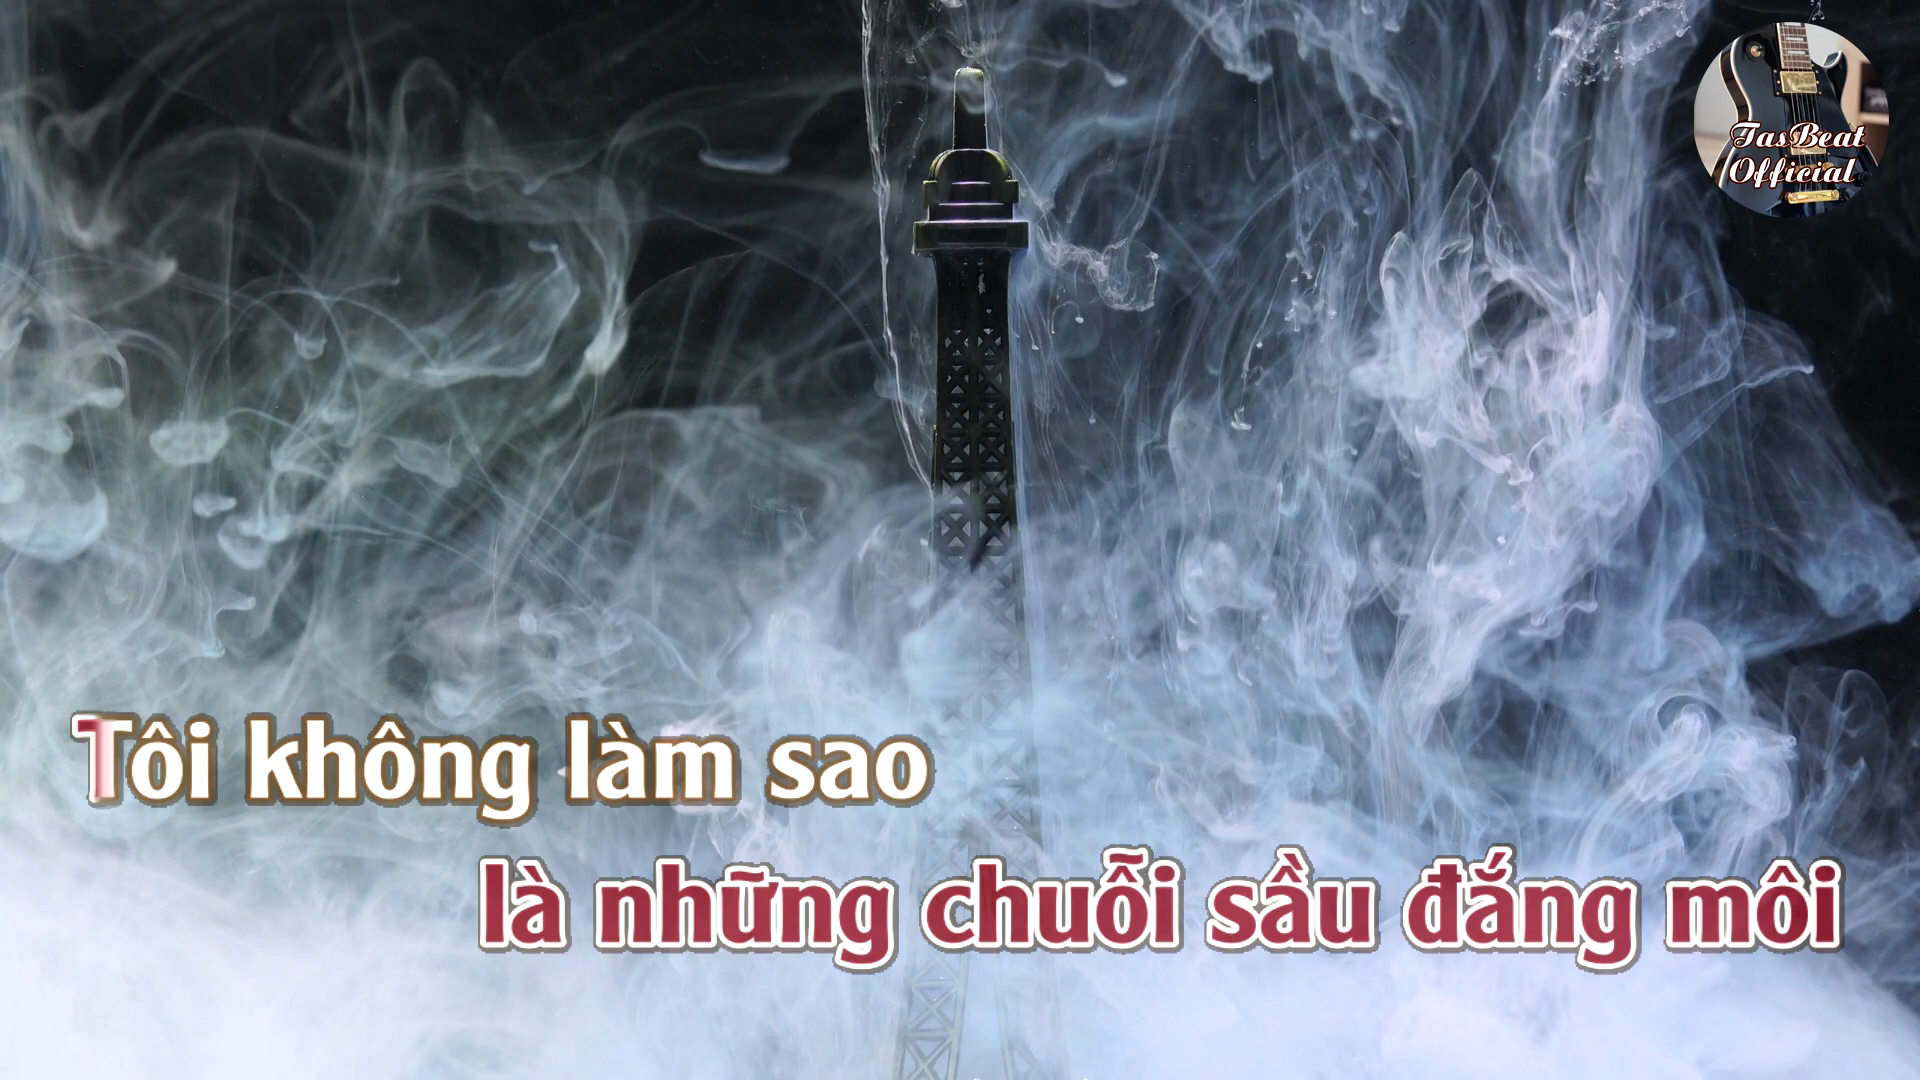 TasBeat
Official
Tôi không làm sao
là những chuỗi sầu đắng môi